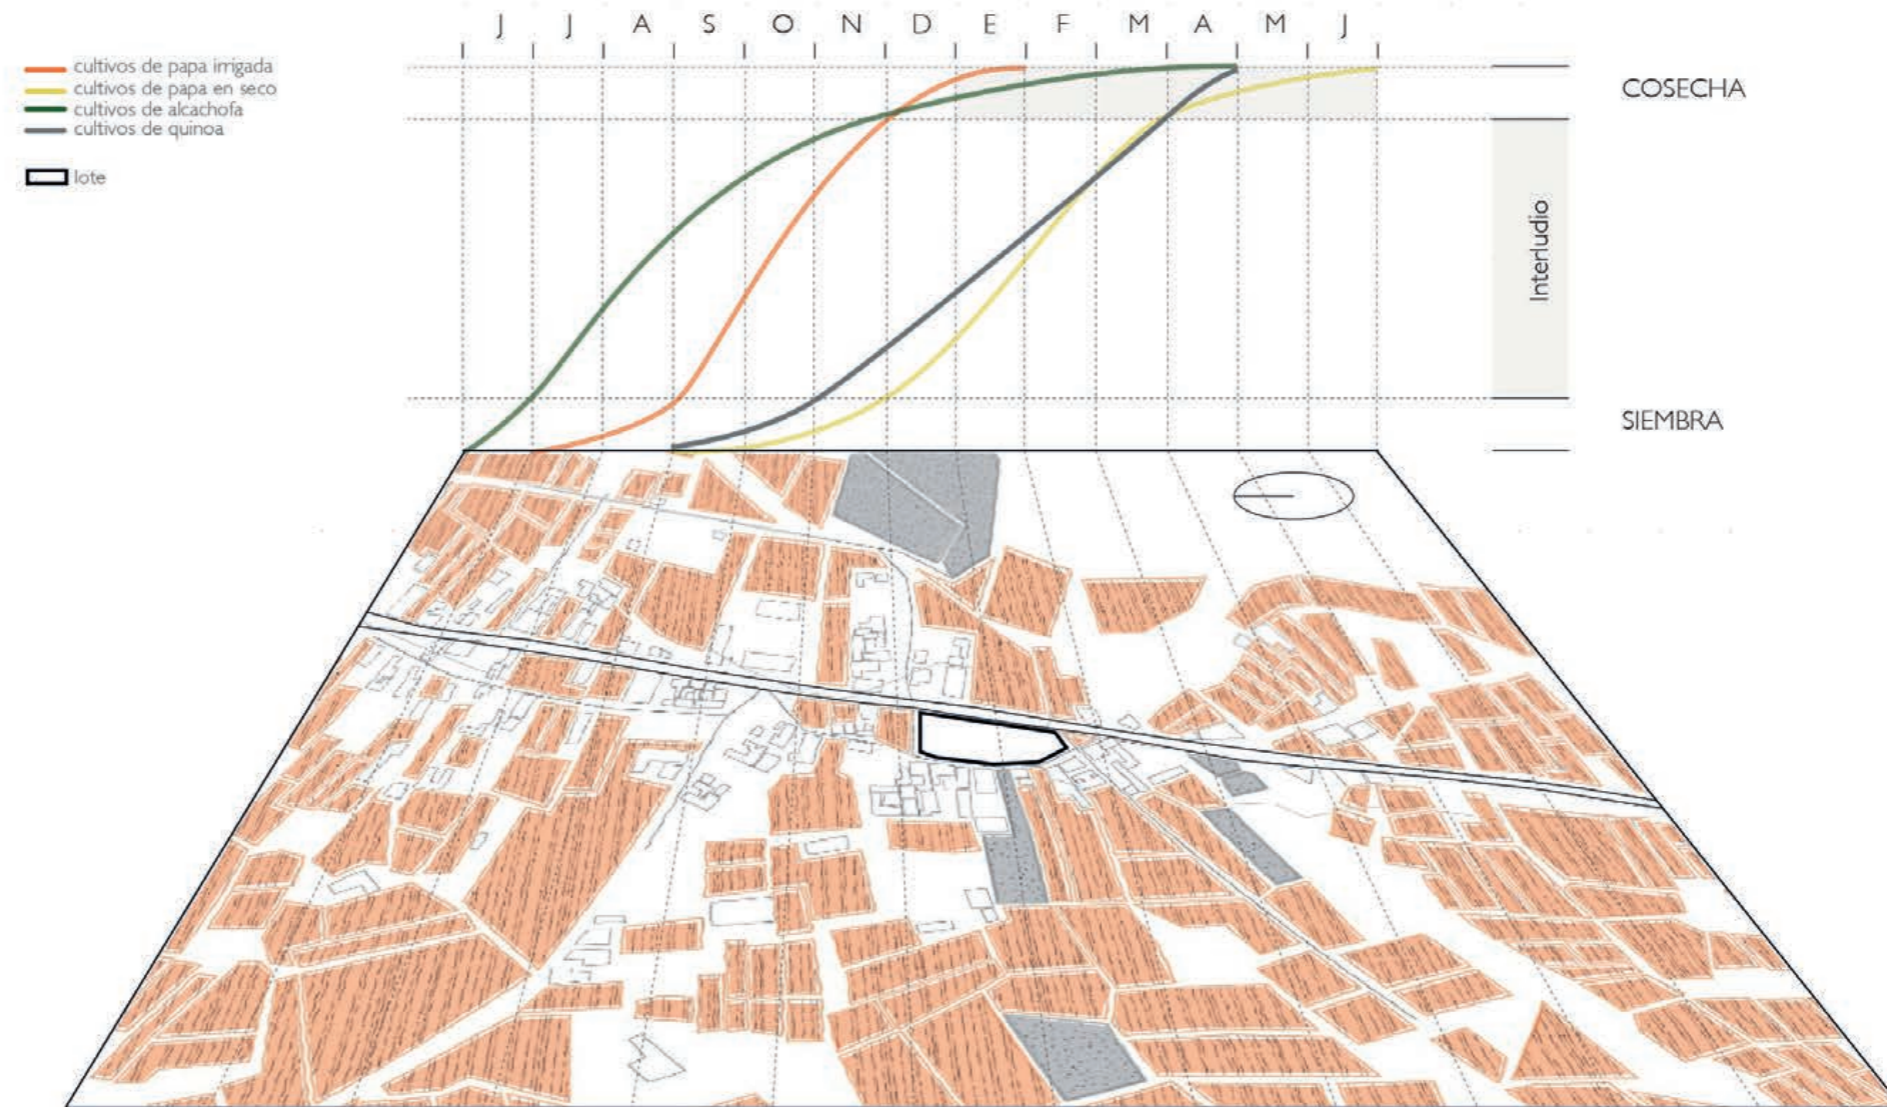 J J A S O N D E F M A M J
cultivos de papa irrigada
cultivos de papa en seco
cultivos de alcachofa
cultivos de quinoa
lote
COSECHA
Interludio
SIEMBRA